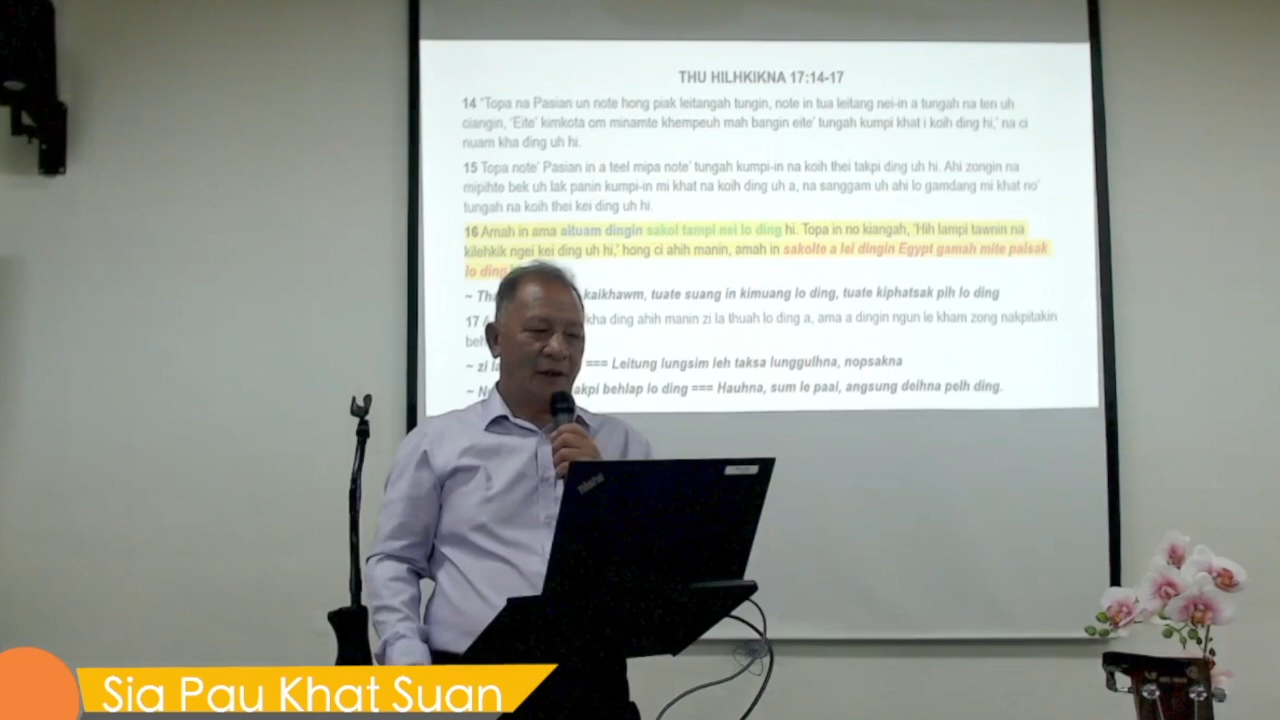 THU HILHKIKNA 17:14-17
14 "Topa na Pasian un note hong piak leitangah tungin, note in tua leitang nei-in a tungah na ten uh
ciangin, 'Eite' kimkota om minamte khempeuh mah bangin eite' tungah kumpi khat i koih ding hi,' na ci
nuam kha ding uh hi.
15 Topa note' Pasian in a teel mipa note' tungah kumpi-in na koih thei takpi ding uh hi. Ahi zongin na
mipihte bek uh lak panin kumpi-in mi khat na koih ding uh a, na sanggam uh ahi lo gamdang mi khat no'
tungah na koih thei kei ding uh hi.
16 Amah in ama situam dingin sakol tampi nei lo ding hi. Topa in no kiangah, 'Hih lampi tawnin na
kilehkik ngei kei ding uh hi,' hong ci ahih manin, amah in sakolte a lei dingin Egypt gamah mite paisak
lo ding
~ kaikhawm, tuate suang in kimuang lo ding, tuate kiphatsak pih lo ding
17 kha ding ahih manin zi la thuah lo ding a, ama a dingin ngun le kham zong nakpitakin
~ zi === Leitung lungsim leh taksa lunggulhna, nopsakna
~ behlap lo ding === Hauhna, sum le paai, angsung deihna pelh ding.
ThinkPad
Sia Pau Khat Suan